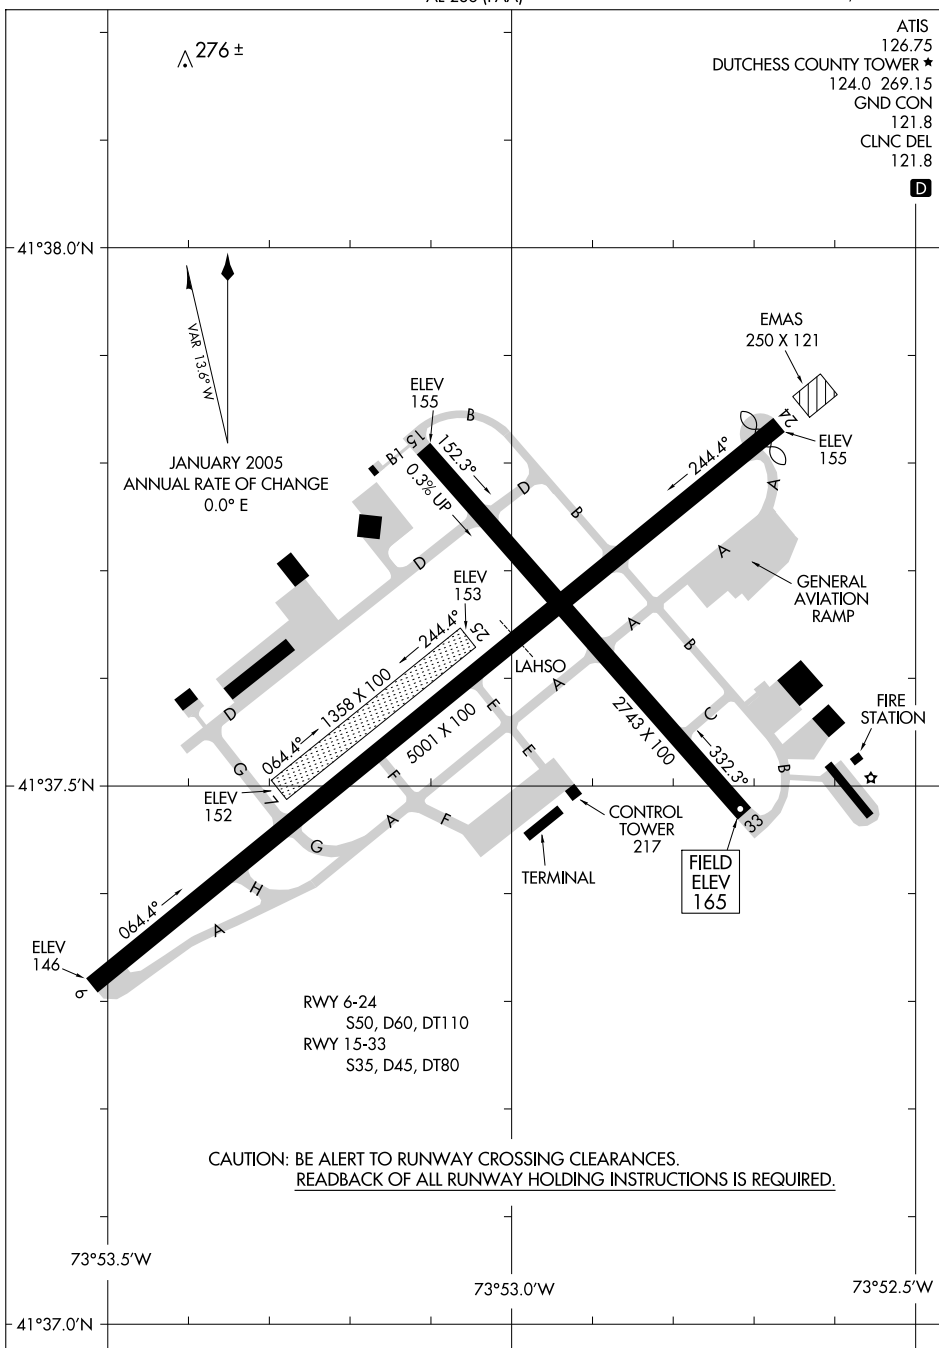 ATIS
126.75
DUTCHESS COUNTY TOWER ★
124.0 269.15
GND CON
121.8
CLNC DEL
121.8
D
276 ±
41°38.0'N
VAR 13.6° W
JANUARY 2005
ANNUAL RATE OF CHANGE
0.0° E
EMAS
250 X 121
ELEV
155
B
15
B1
152.3°
0.3% UP
24
244.4°
ELEV
155
A
D
B
A
D
GENERAL
AVIATION
RAMP
ELEV
153
244.4°
25
LAHSO
A
B
A
1358 X 100
064.4°
5001 X 100
2743 X 100
E
E
C
D
G
F
332.3°
B
FIRE
STATION
41°37.5'N
ELEV
152
7
G
A
F
CONTROL
TOWER
217
TERMINAL
33
FIELD
ELEV
165
H
A
064.4°
ELEV
146
6
RWY 6-24
S50, D60, DT110
RWY 15-33
S35, D45, DT80
CAUTION: BE ALERT TO RUNWAY CROSSING CLEARANCES.
READBACK OF ALL RUNWAY HOLDING INSTRUCTIONS IS REQUIRED.
73°53.5'W
73°53.0'W
73°52.5'W
41°37.0'N